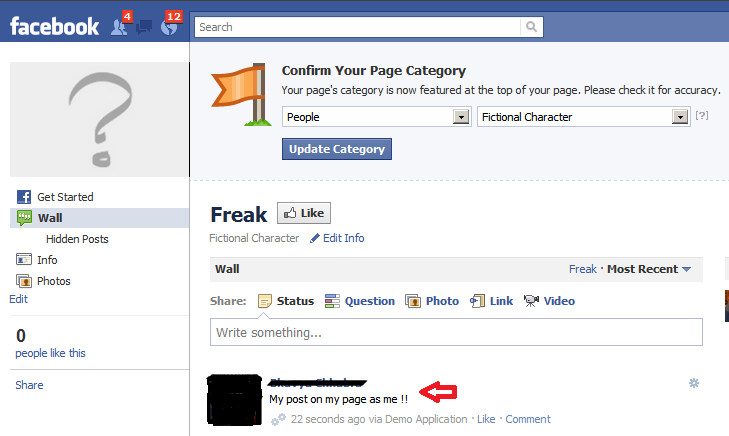 facebook
4
12
Search
Confirm Your Page Category
Your page's category is now featured at the top of your page. Please check it for accuracy.
People
Fictional Character
[?]
Update Category
Get Started
Wall
Hidden Posts
Info
Photos
Edit
0
people like this
Share
Freak
Like
Fictional Character
Edit Info
Wall
Freak · Most Recent
Share: Status Question Photo Link Video
Write something...
My post on my page as me !!
22 seconds ago via Demo Application · Like · Comment